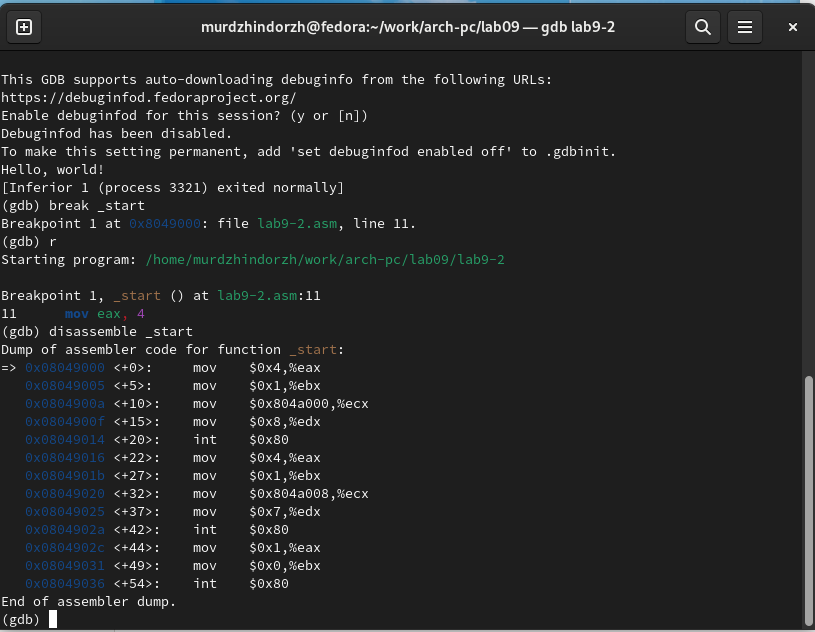 murdzhindorzh@fedora:~/work/arch-pc/lab09 — gdb lab9-2
This GDB supports auto-downloading debuginfo from the following URLs:
https://debuginfod.fedoraproject.org/
Enable debuginfod for this session? (y or [n])
Debuginfod has been disabled.
To make this setting permanent, add 'set debuginfod enabled off' to .gdbinit.
Hello, world!
[Inferior 1 (process 3321) exited normally]
(gdb) break _start
Breakpoint 1 at 0x8049000: file lab9-2.asm, line 11.
(gdb) r
Starting program: /home/murdzhindorzh/work/arch-pc/lab09/lab9-2
Breakpoint 1, _start () at lab9-2.asm:11
11      mov eax, 4
(gdb) disassemble _start
Dump of assembler code for function _start:
=> 0x08049000 <+0>:     mov    $0x4,%eax
   0x08049005 <+5>:     mov    $0x1,%ebx
   0x0804900a <+10>:    mov    $0x804a000,%ecx
   0x0804900f <+15>:    mov    $0x8,%edx
   0x08049014 <+20>:    int    $0x80
   0x08049016 <+22>:    mov    $0x4,%eax
   0x0804901b <+27>:    mov    $0x1,%ebx
   0x08049020 <+32>:    mov    $0x804a008,%ecx
   0x08049025 <+37>:    mov    $0x7,%edx
   0x0804902a <+42>:    int    $0x80
   0x0804902c <+44>:    mov    $0x1,%eax
   0x08049031 <+49>:    mov    $0x0,%ebx
   0x08049036 <+54>:    int    $0x80
End of assembler dump.
(gdb)